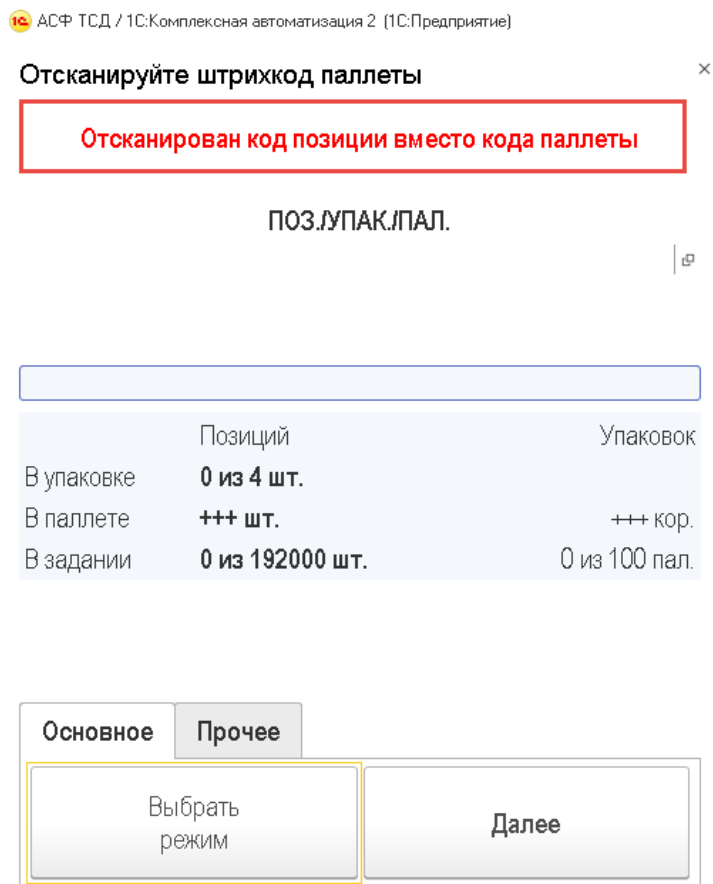 1С АСФ ТСД / 1С:Комплексная автоматизация 2 (1С:Предприятие)
Отсканируйте штрихкод паллеты ×
Отсканирован код позиции вместо кода паллеты
ПОЗ./УПАК./ПАЛ.
Позиций Упаковок
В упаковке 0 из 4 шт.
В паллете +++ шт. +++ кор.
В задании 0 из 192000 шт. 0 из 100 пал.
Основное Прочее
Выбрать
режим
Далее